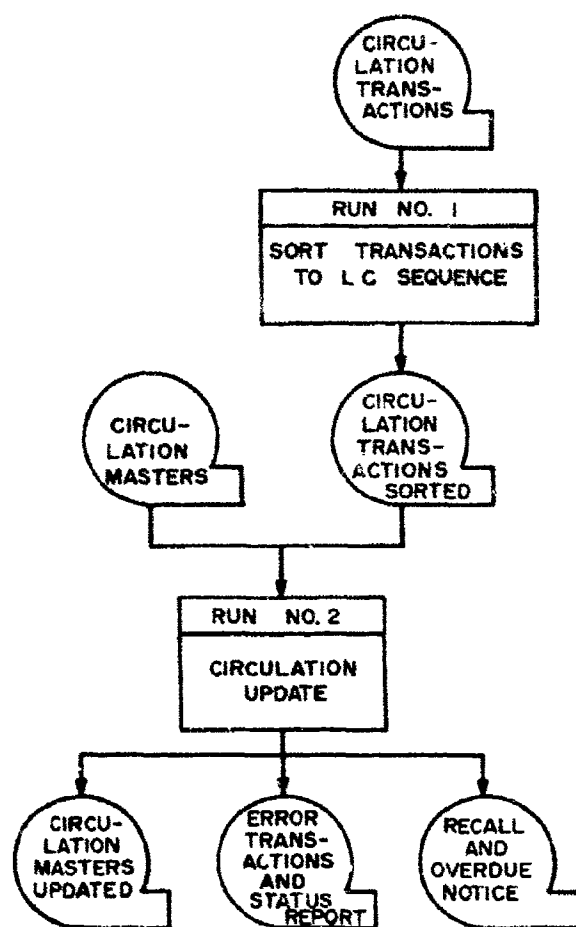 CIRCU-
LATION
TRANS-
ACTIONS
RUN NO. 1
SORT TRANSACTIONS
TO L C SEQUENCE
CIRCU-
LATION
MASTERS
CIRCU-
LATION
TRANS-
ACTIONS
SORTED
RUN NO. 2
CIRCULATION
UPDATE
CIRCU-
LATION
MASTERS
UPDATED
ERROR
TRANS-
ACTIONS
AND
STATUS
REPORT
RECALL
AND
OVERDUE
NOTICE